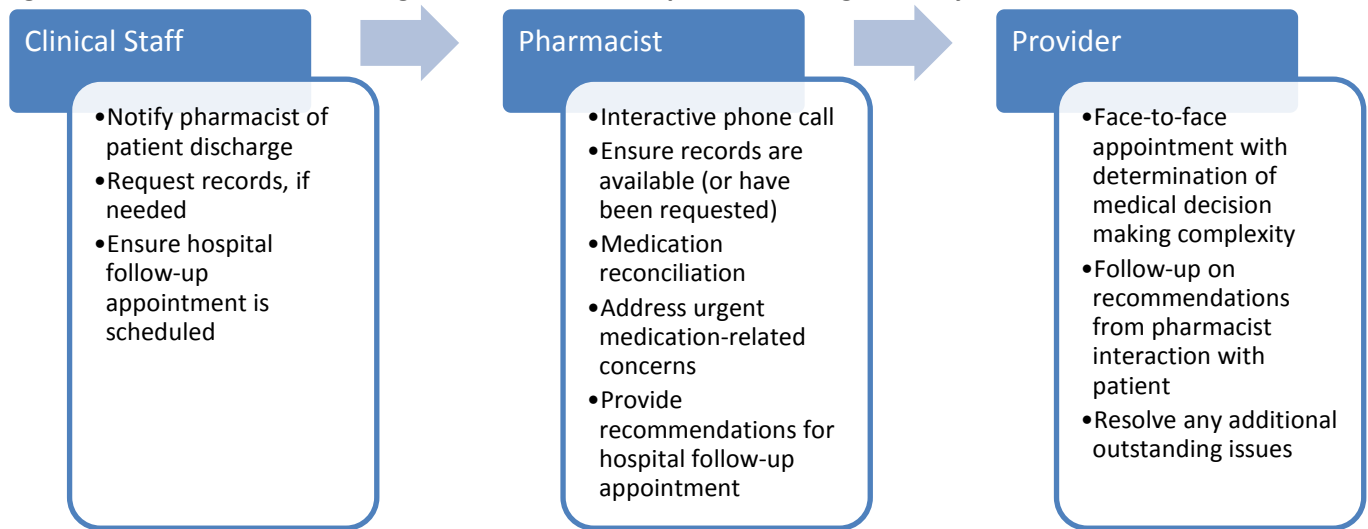 Clinical Staff
•Notify pharmacist of
patient discharge
•Request records, if
needed
•Ensure hospital
follow-up
appointment is
scheduled
Pharmacist
•Interactive phone call
•Ensure records are
available (or have
been requested)
•Medication
reconciliation
•Address urgent
medication-related
concerns
•Provide
recommendations for
hospital follow-up
appointment
Provider
•Face-to-face
appointment with
determination of
medical decision
making complexity
•Follow-up on
recommendations
from pharmacist
interaction with
patient
•Resolve any additional
outstanding issues